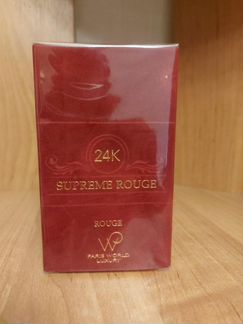 24K
SUPREME ROUGE
ROUGE
WP
PARIS WORLD
LUXURY